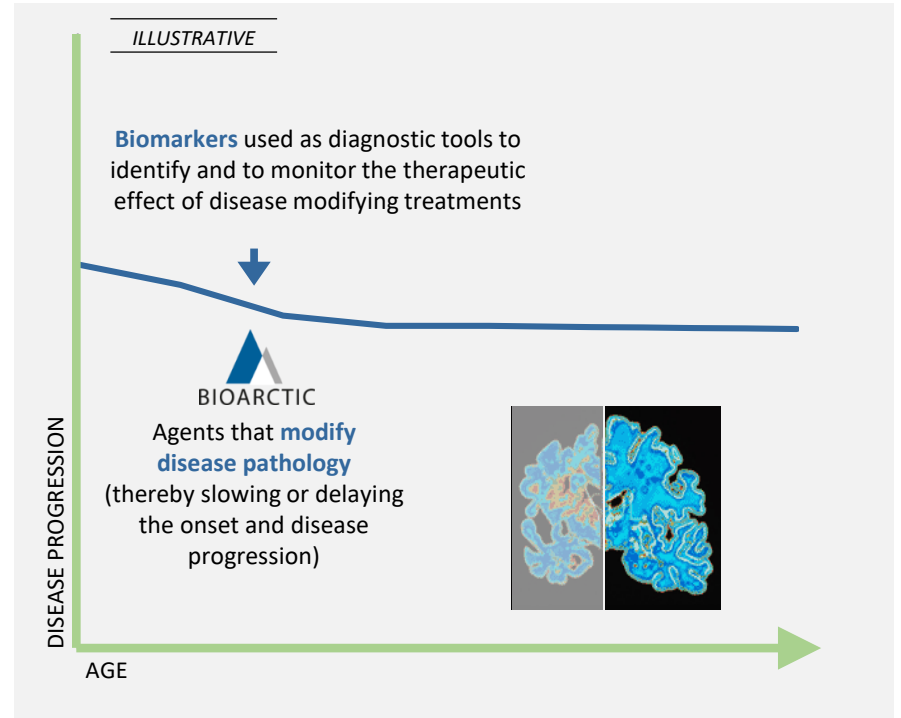 ILLUSTRATIVE
Biomarkers used as diagnostic tools to
identify and to monitor the therapeutic
effect of disease modifying treatments
BIOARCTIC
Agents that modify
disease pathology
(thereby slowing or delaying
the onset and disease
progression)
DISEASE PROGRESSION
AGE